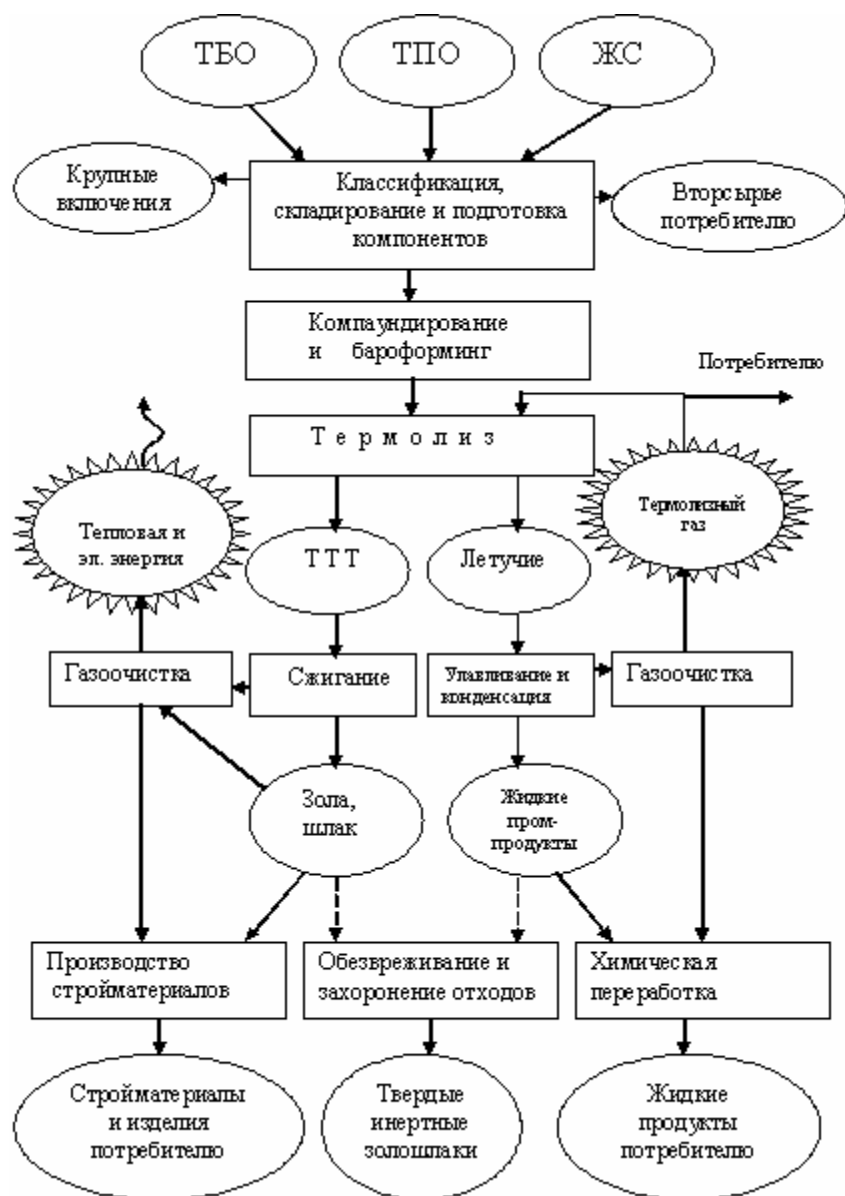 ТБО
ТПО
ЖС
Крупные
включения
Классификация,
складирование и подготовка
компонентов
Вторсырье
потребителю
Компаундирование
и бароформинг
Потребителю
Термолиз
Тепловая и
эл. энергия
ТТТ
Летучие
Термолизный
газ
Газоочистка
Сжигание
Улавливание и
конденсация
Газоочистка
Зола,
шлак
Жидкие
пром-
продукты
Производство
стройматериалов
Обезвреживание и
захоронение отходов
Химическая
переработка
Стройматериалы
и изделия
потребителю
Твердые
инертные
золошлаки
Жидкие
продукты
потребителю